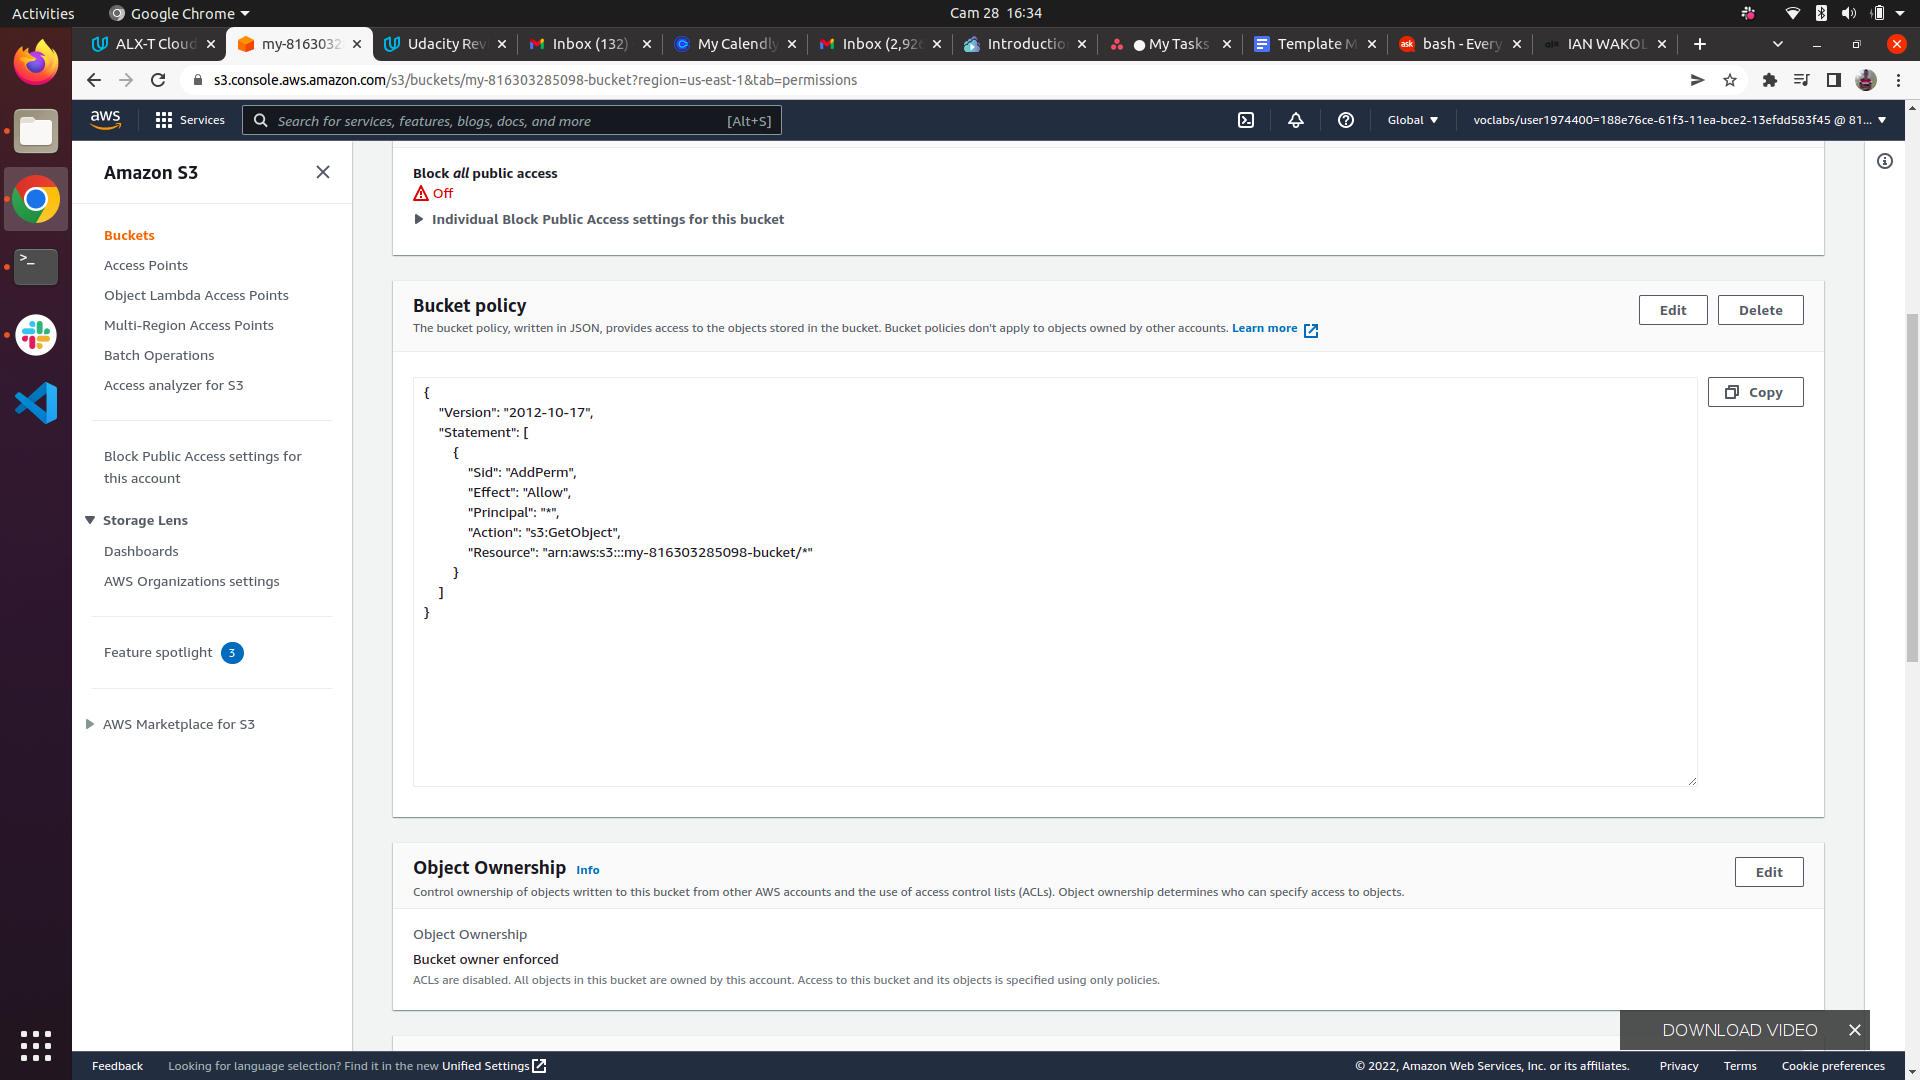 Activities
Google Chrome
Cam 28 16:34
ALX-T Cloud
my-816303
Udacity Rev
Inbox (132)
My Calendly
Inbox (2,926
Introductio
My Tasks
Template M
bash - Every
IAN WAKOL
s3.console.aws.amazon.com/s3/buckets/my-816303285098-bucket?region=us-east-1&tab=permissions
aws
Services
Search for services, features, blogs, docs, and more
[Alt+S]
Global
voclabs/user1974400=188e76ce-61f3-11ea-bce2-13efdd583f45 @ 81...
Amazon S3
Buckets
Access Points
Object Lambda Access Points
Multi-Region Access Points
Batch Operations
Access analyzer for S3
Block Public Access settings for
this account
Storage Lens
Dashboards
AWS Organizations settings
Feature spotlight 3
AWS Marketplace for S3
Block all public access
Off
Individual Block Public Access settings for this bucket
Bucket policy
Edit
Delete
The bucket policy, written in JSON, provides access to the objects stored in the bucket. Bucket policies don't apply to objects owned by other accounts. Learn more
Copy
{
"Version": "2012-10-17",
"Statement": [
{
"Sid": "AddPerm",
"Effect": "Allow",
"Principal": "*",
"Action": "s3:GetObject",
"Resource": "arn:aws:s3:::my-816303285098-bucket/*"
}
]
}
Object Ownership Info
Edit
Control ownership of objects written to this bucket from other AWS accounts and the use of access control lists (ACLs). Object ownership determines who can specify access to objects.
Object Ownership
Bucket owner enforced
ACLs are disabled. All objects in this bucket are owned by this account. Access to this bucket and its objects is specified using only policies.
DOWNLOAD VIDEO
Feedback
Looking for language selection? Find it in the new Unified Settings
© 2022, Amazon Web Services, Inc. or its affiliates.
Privacy
Terms
Cookie preferences